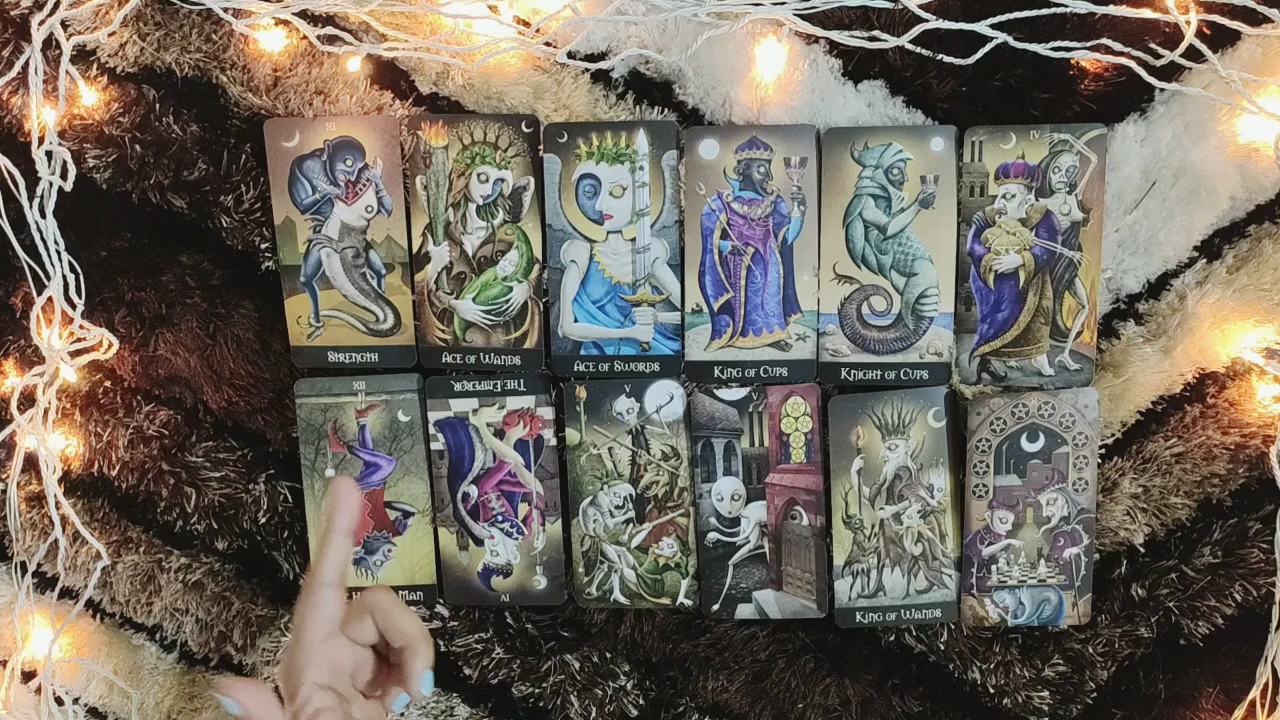 XI
STRENGTH
ACE OF WANDS
ACE OF SWORDS
KING OF CUPS
KNIGHT OF CUPS
IV
XII
MAN
THE EMPEROR
IV
V
V
KING OF WANDS